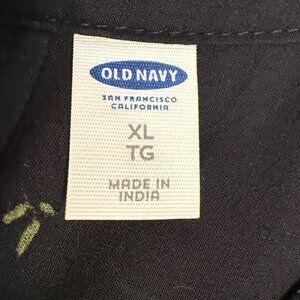 OLD NAVY
SAN FRANCISCO
CALIFORNIA
XL
TG
MADE IN
INDIA